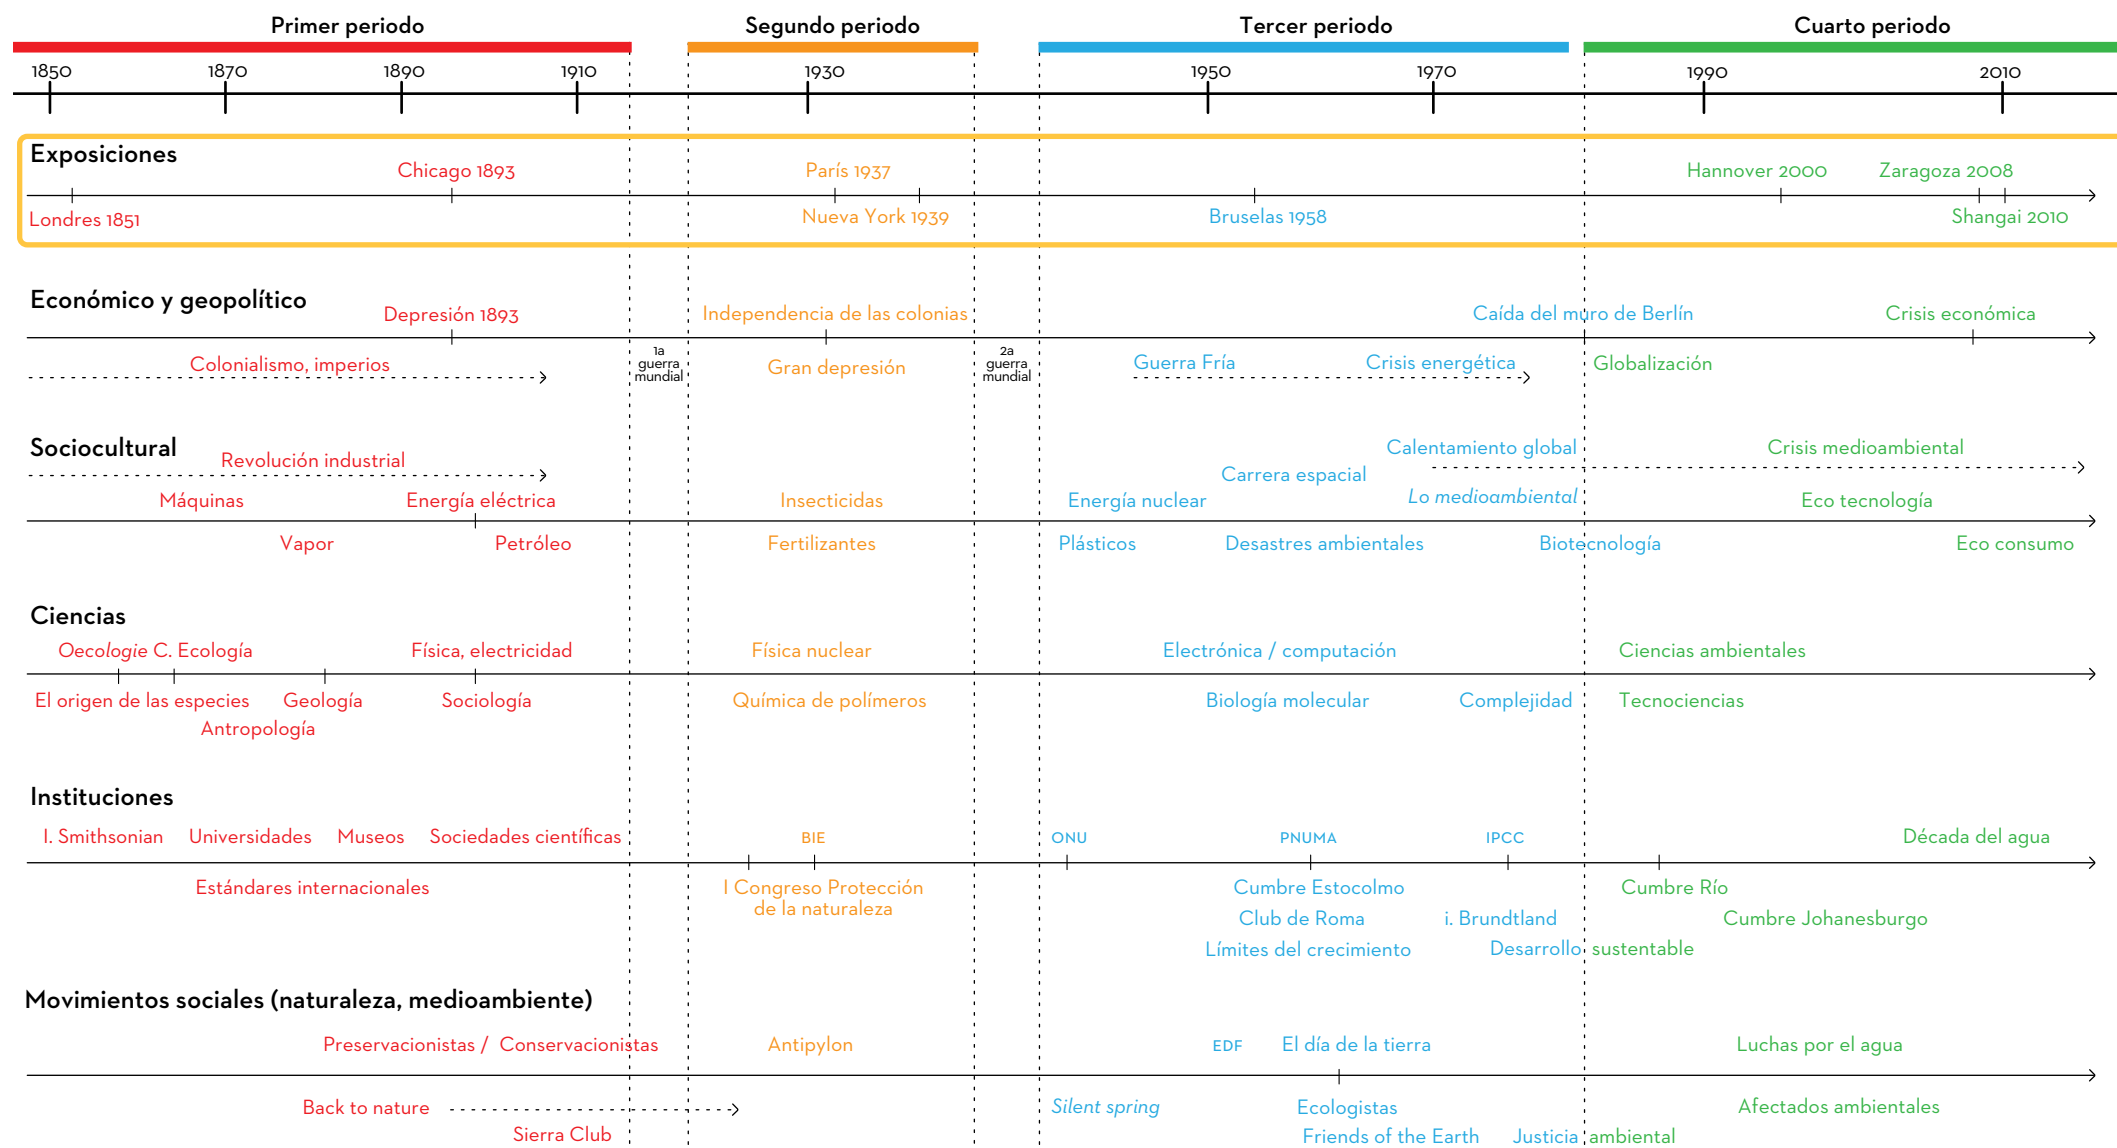 Primer periodo
Segundo periodo
Tercer periodo
Cuarto periodo
1850
1870
1890
1910
1930
1950
1970
1990
2010
Exposiciones
Chicago 1893
París 1937
Hannover 2000
Zaragoza 2008
Londres 1851
Nueva York 1939
Bruselas 1958
Shangai 2010
Económico y geopolítico
Depresión 1893
Independencia de las colonias
Caída del muro de Berlín
Crisis económica
Colonialismo, imperios
1a
guerra
mundial
Gran depresión
2a
guerra
mundial
Guerra Fría
Crisis energética
Globalización
Sociocultural
Revolución industrial
Calentamiento global
Crisis medioambiental
Carrera espacial
Máquinas
Energía eléctrica
Insecticidas
Energía nuclear
Lo medioambiental
Eco tecnología
Vapor
Petróleo
Fertilizantes
Plásticos
Desastres ambientales
Biotecnología
Eco consumo
Ciencias
Oecologie C. Ecología
Física, electricidad
Física nuclear
Electrónica / computación
Ciencias ambientales
El origen de las especies
Geología
Sociología
Química de polímeros
Biología molecular
Complejidad
Tecnociencias
Antropología
Instituciones
I. Smithsonian
Universidades
Museos
Sociedades científicas
BIE
ONU
PNUMA
IPCC
Década del agua
Estándares internacionales
I Congreso Protección
de la naturaleza
Cumbre Estocolmo
Cumbre Río
Club de Roma
i. Brundtland
Cumbre Johanesburgo
Límites del crecimiento
Desarrollo sustentable
Movimientos sociales (naturaleza, medioambiente)
Preservacionistas / Conservacionistas
Antipylon
EDF
El día de la tierra
Luchas por el agua
Back to nature
Silent spring
Ecologistas
Afectados ambientales
Sierra Club
Friends of the Earth
Justicia ambiental